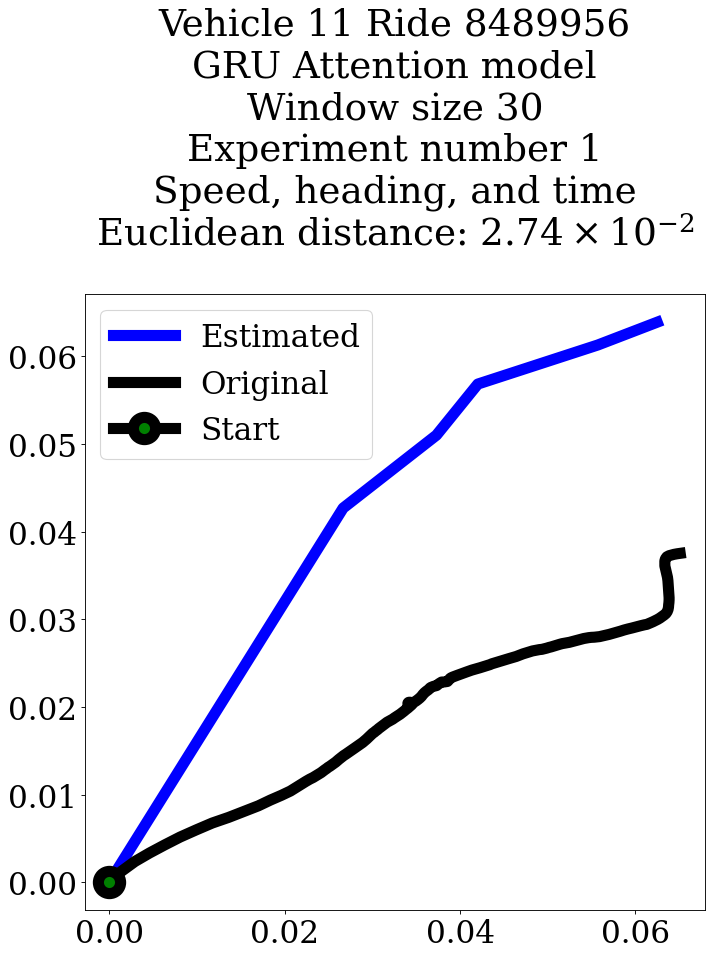 Vehicle 11 Ride 8489956
GRU Attention model
Window size 30
Experiment number 1
Speed, heading, and time
Euclidean distance: 2.74 × 10⁻²
Estimated
Original
Start
0.06
0.05
0.04
0.03
0.02
0.01
0.00
0.00 0.02 0.04 0.06